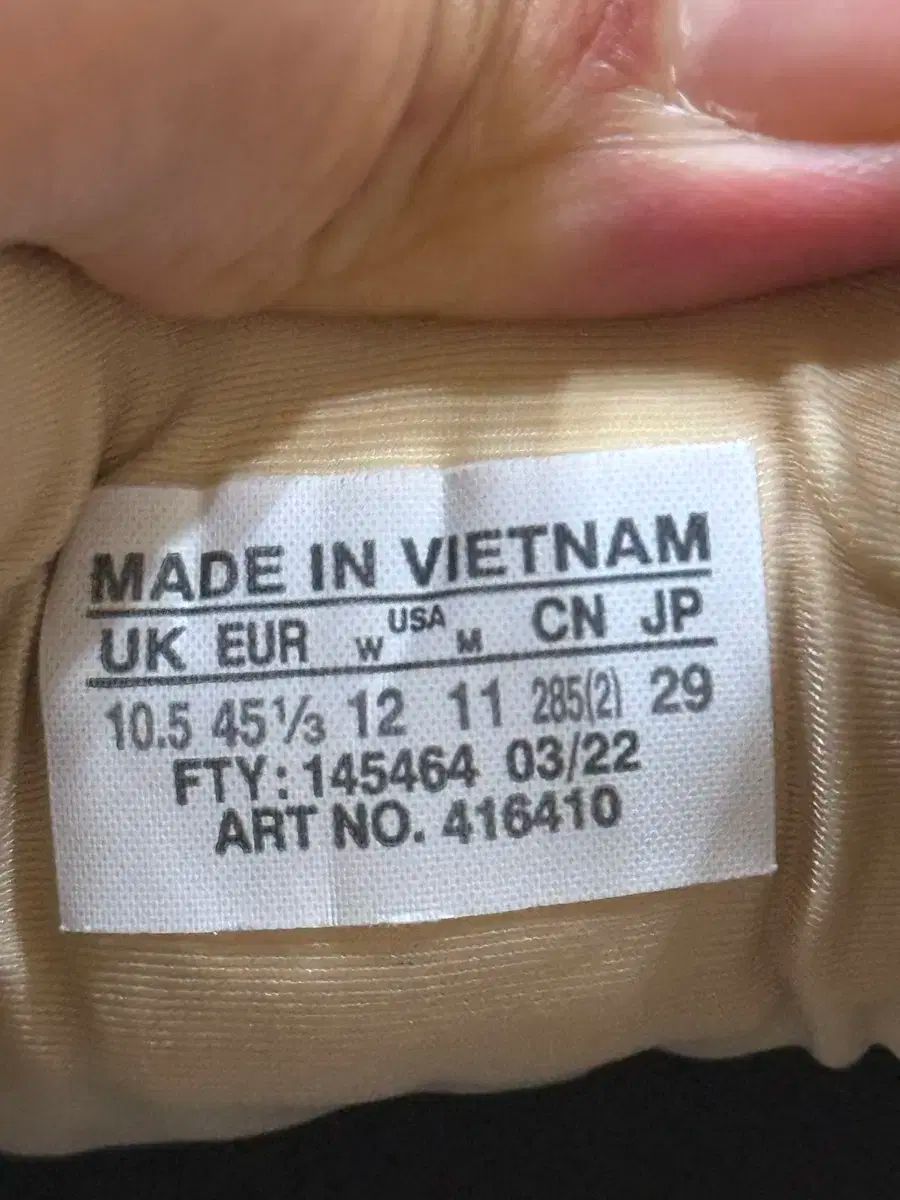 MADE IN VIETNAM
UK EUR W USA M CN JP
10.5 45⅓ 12 11 285(2) 29
FTY: 145464 03/22
ART NO. 416410